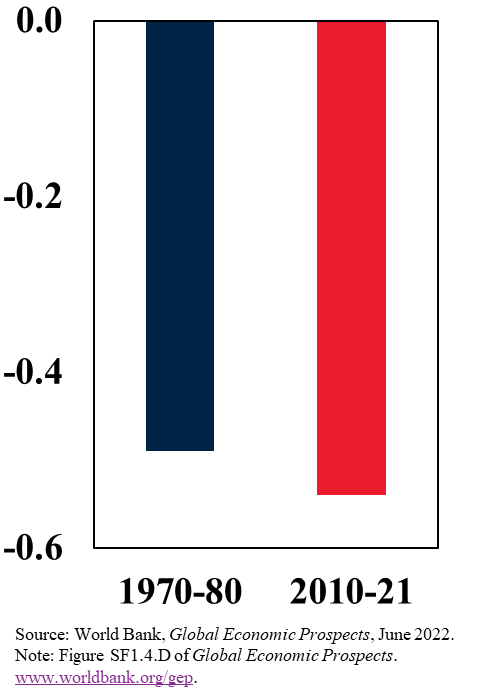 0.0
-0.2
-0.4
-0.6
1970-80 2010-21
Source: World Bank, Global Economic Prospects, June 2022.
Note: Figure SF1.4.D of Global Economic Prospects.
www.worldbank.org/gep.